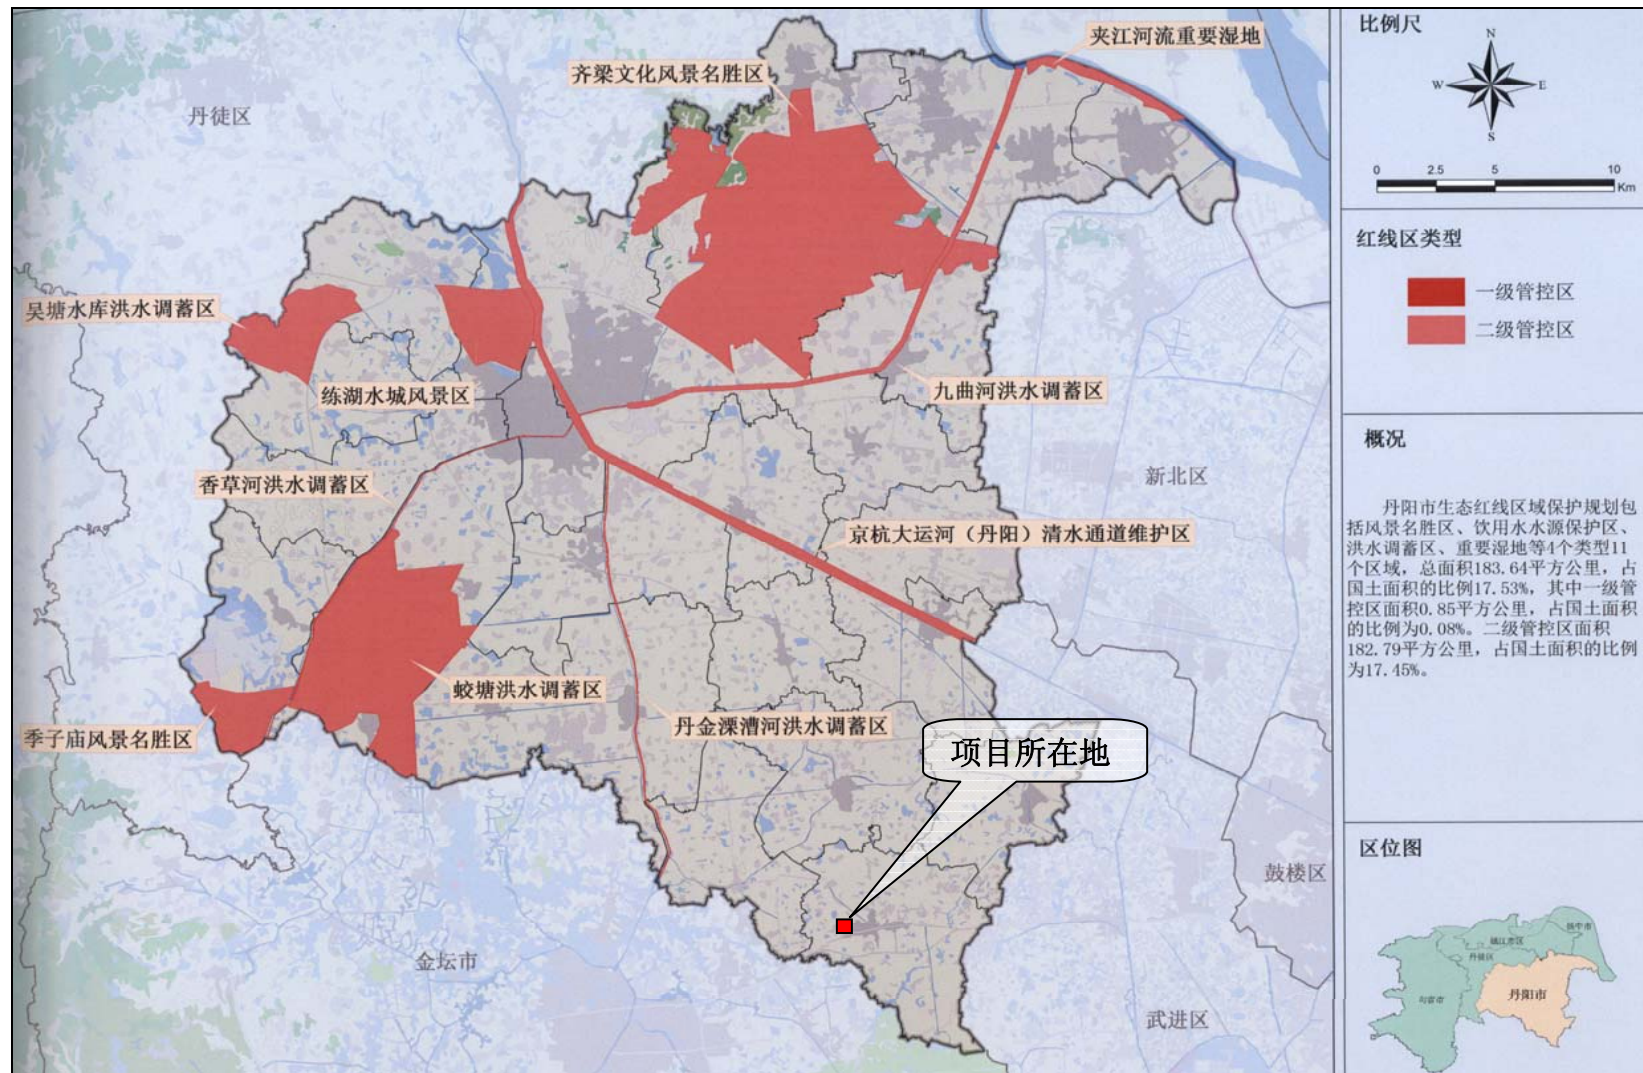 夹江河流重要湿地
齐梁文化风景名胜区
丹徒区
吴塘水库洪水调蓄区
练湖水城风景区
九曲河洪水调蓄区
香草河洪水调蓄区
新北区
京杭大运河（丹阳）清水通道维护区
蛟塘洪水调蓄区
丹金溧漕河洪水调蓄区
季子庙风景名胜区
项目所在地
鼓楼区
金坛市
武进区
比例尺
N
W
E
S
0 2.5 5 10
Km
红线区类型
一级管控区
二级管控区
概况
丹阳市生态红线区域保护规划包
括风景名胜区、饮用水水源保护区、
洪水调蓄区、重要湿地等4个类型11
个区域，总面积183.64平方公里，占
国土面积的比例17.53%，其中一级管
控区面积0.85平方公里，占国土面积
的比例为0.08%。二级管控区面积
182.79平方公里，占国土面积的比例
为17.45%。
区位图
扬中市
镇江市区
丹徒区
句容市
丹阳市